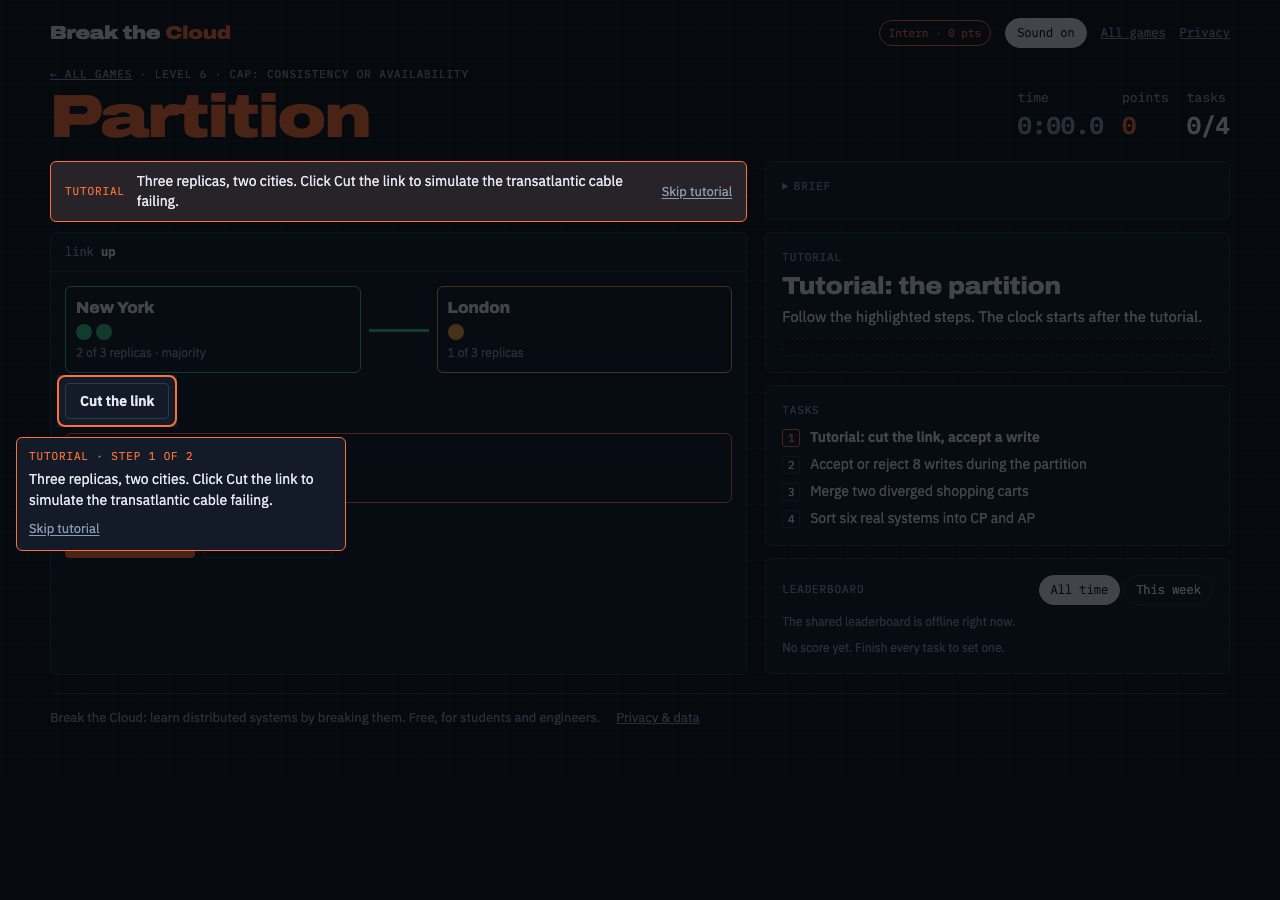 Break the Cloud
Intern · 0 pts
Sound on
All games
Privacy
← ALL GAMES · LEVEL 6 · CAP: CONSISTENCY OR AVAILABILITY
Partition
time
points
tasks
0:00.0
0
0/4
TUTORIAL
Three replicas, two cities. Click Cut the link to simulate the transatlantic cable
failing.
Skip tutorial
▶ BRIEF
link up
New York
2 of 3 replicas · majority
London
1 of 3 replicas
Cut the link
TUTORIAL · STEP 1 OF 2
Three replicas, two cities. Click Cut the link to
simulate the transatlantic cable failing.
Skip tutorial
TUTORIAL
Tutorial: the partition
Follow the highlighted steps. The clock starts after the tutorial.
TASKS
1 Tutorial: cut the link, accept a write
2 Accept or reject 8 writes during the partition
3 Merge two diverged shopping carts
4 Sort six real systems into CP and AP
LEADERBOARD
All time
This week
The shared leaderboard is offline right now.
No score yet. Finish every task to set one.
Break the Cloud: learn distributed systems by breaking them. Free, for students and engineers.
Privacy & data